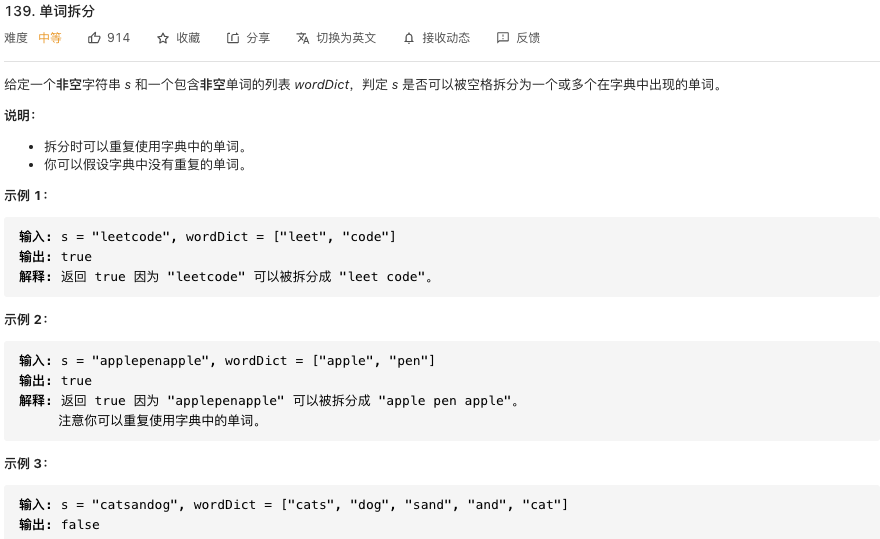 139. 单词拆分
难度 中等 914 收藏 分享 切换为英文 接收动态 反馈
给定一个非空字符串 s 和一个包含非空单词的列表 wordDict，判定 s 是否可以被空格拆分为一个或多个在字典中出现的单词。
说明：
• 拆分时可以重复使用字典中的单词。
• 你可以假设字典中没有重复的单词。
示例 1：
输入: s = "leetcode", wordDict = ["leet", "code"]
输出: true
解释: 返回 true 因为 "leetcode" 可以被拆分成 "leet code"。
示例 2：
输入: s = "applepenapple", wordDict = ["apple", "pen"]
输出: true
解释: 返回 true 因为 "applepenapple" 可以被拆分成 "apple pen apple"。
注意你可以重复使用字典中的单词。
示例 3：
输入: s = "catsandog", wordDict = ["cats", "dog", "sand", "and", "cat"]
输出: false